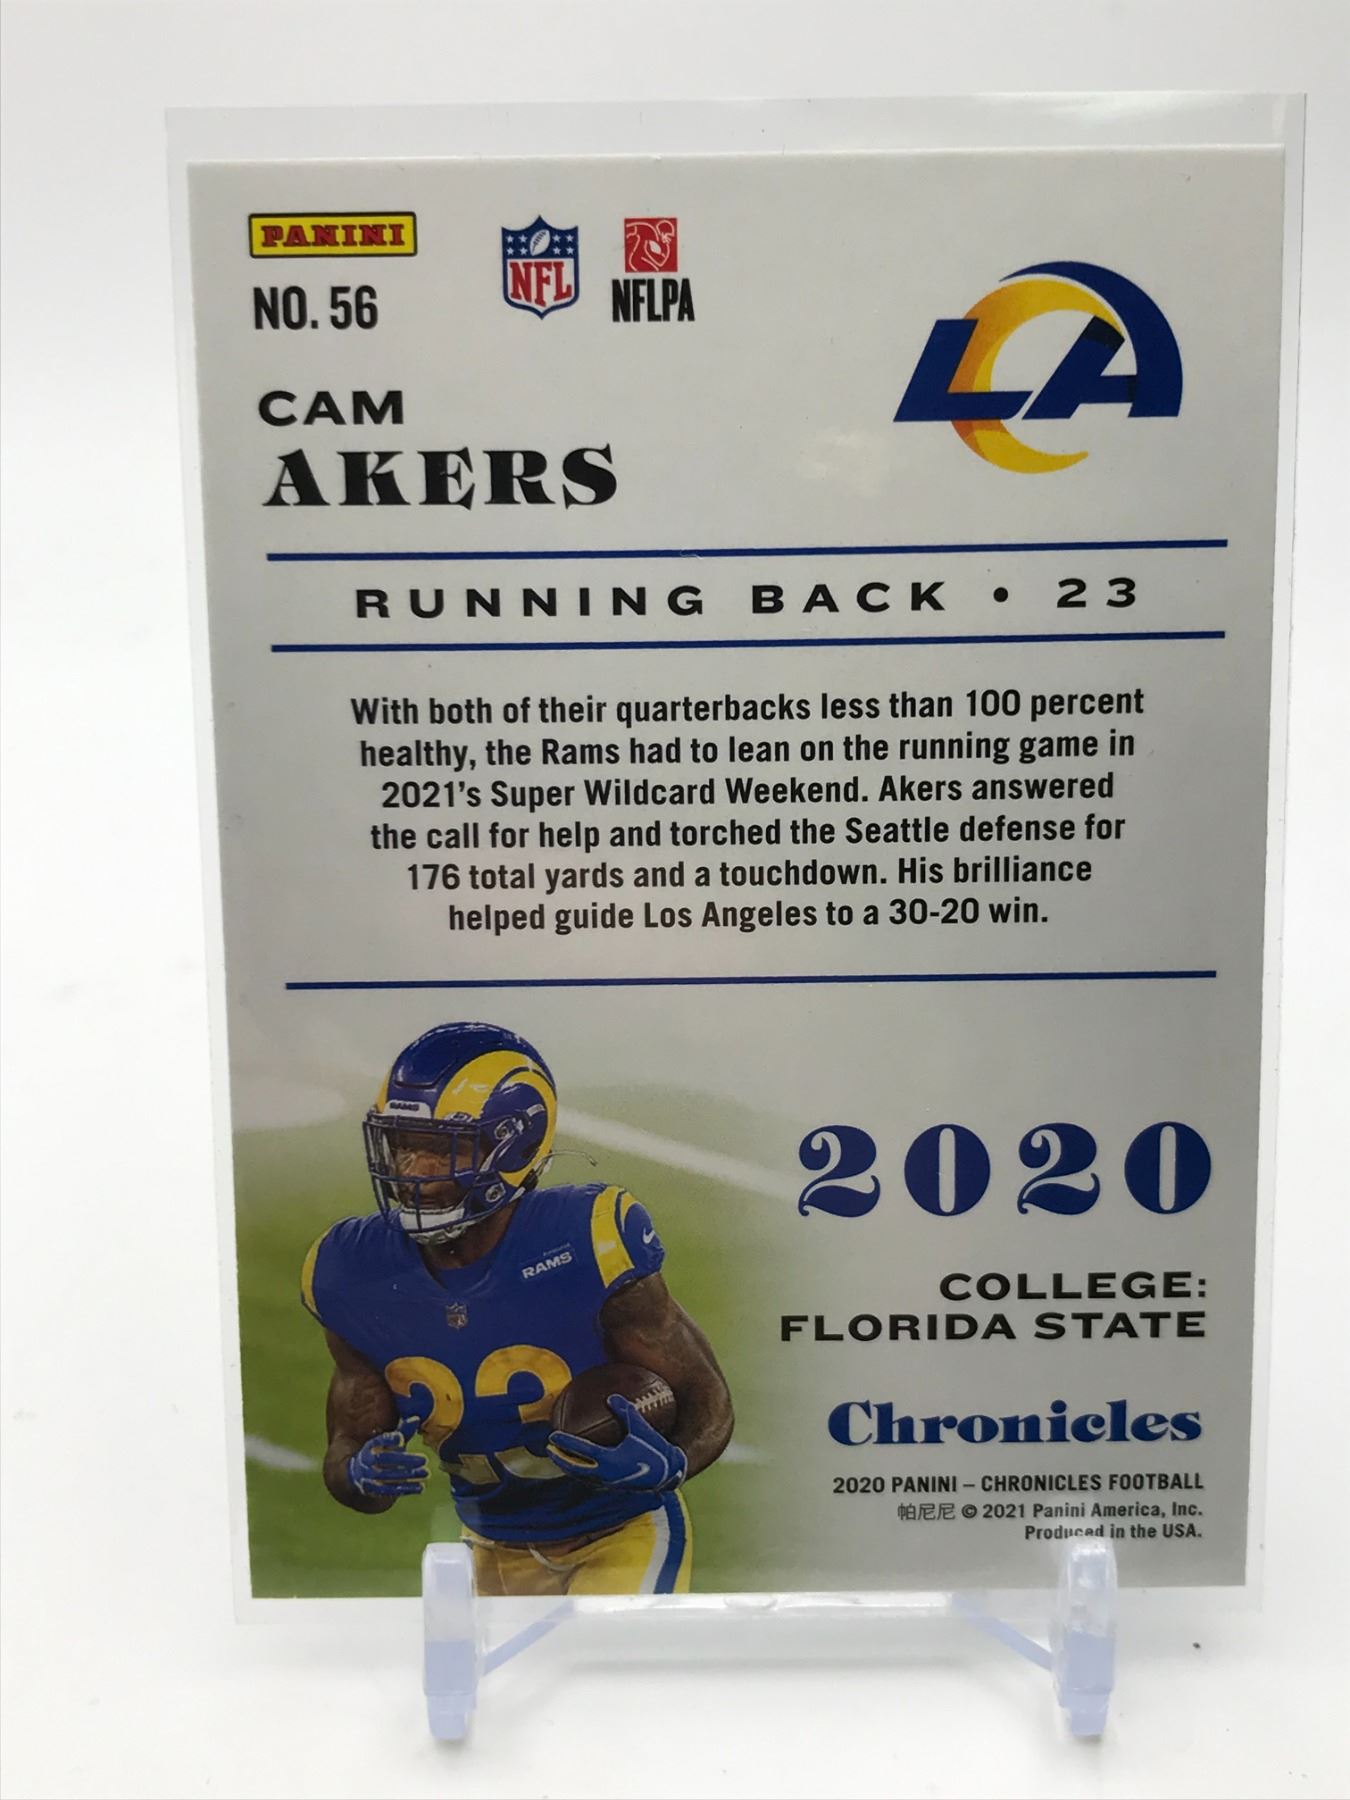 PANINI
NO. 56
NFL
NFLPA
LA
CAM
AKERS
RUNNING BACK • 23
With both of their quarterbacks less than 100 percent
healthy, the Rams had to lean on the running game in
2021's Super Wildcard Weekend. Akers answered
the call for help and torched the Seattle defense for
176 total yards and a touchdown. His brilliance
helped guide Los Angeles to a 30-20 win.
RAMS
RAMS
NFL
23
2020
COLLEGE:
FLORIDA STATE
Chronicles
2020 PANINI – CHRONICLES FOOTBALL
帕尼尼 © 2021 Panini America, Inc.
Produced in the USA.